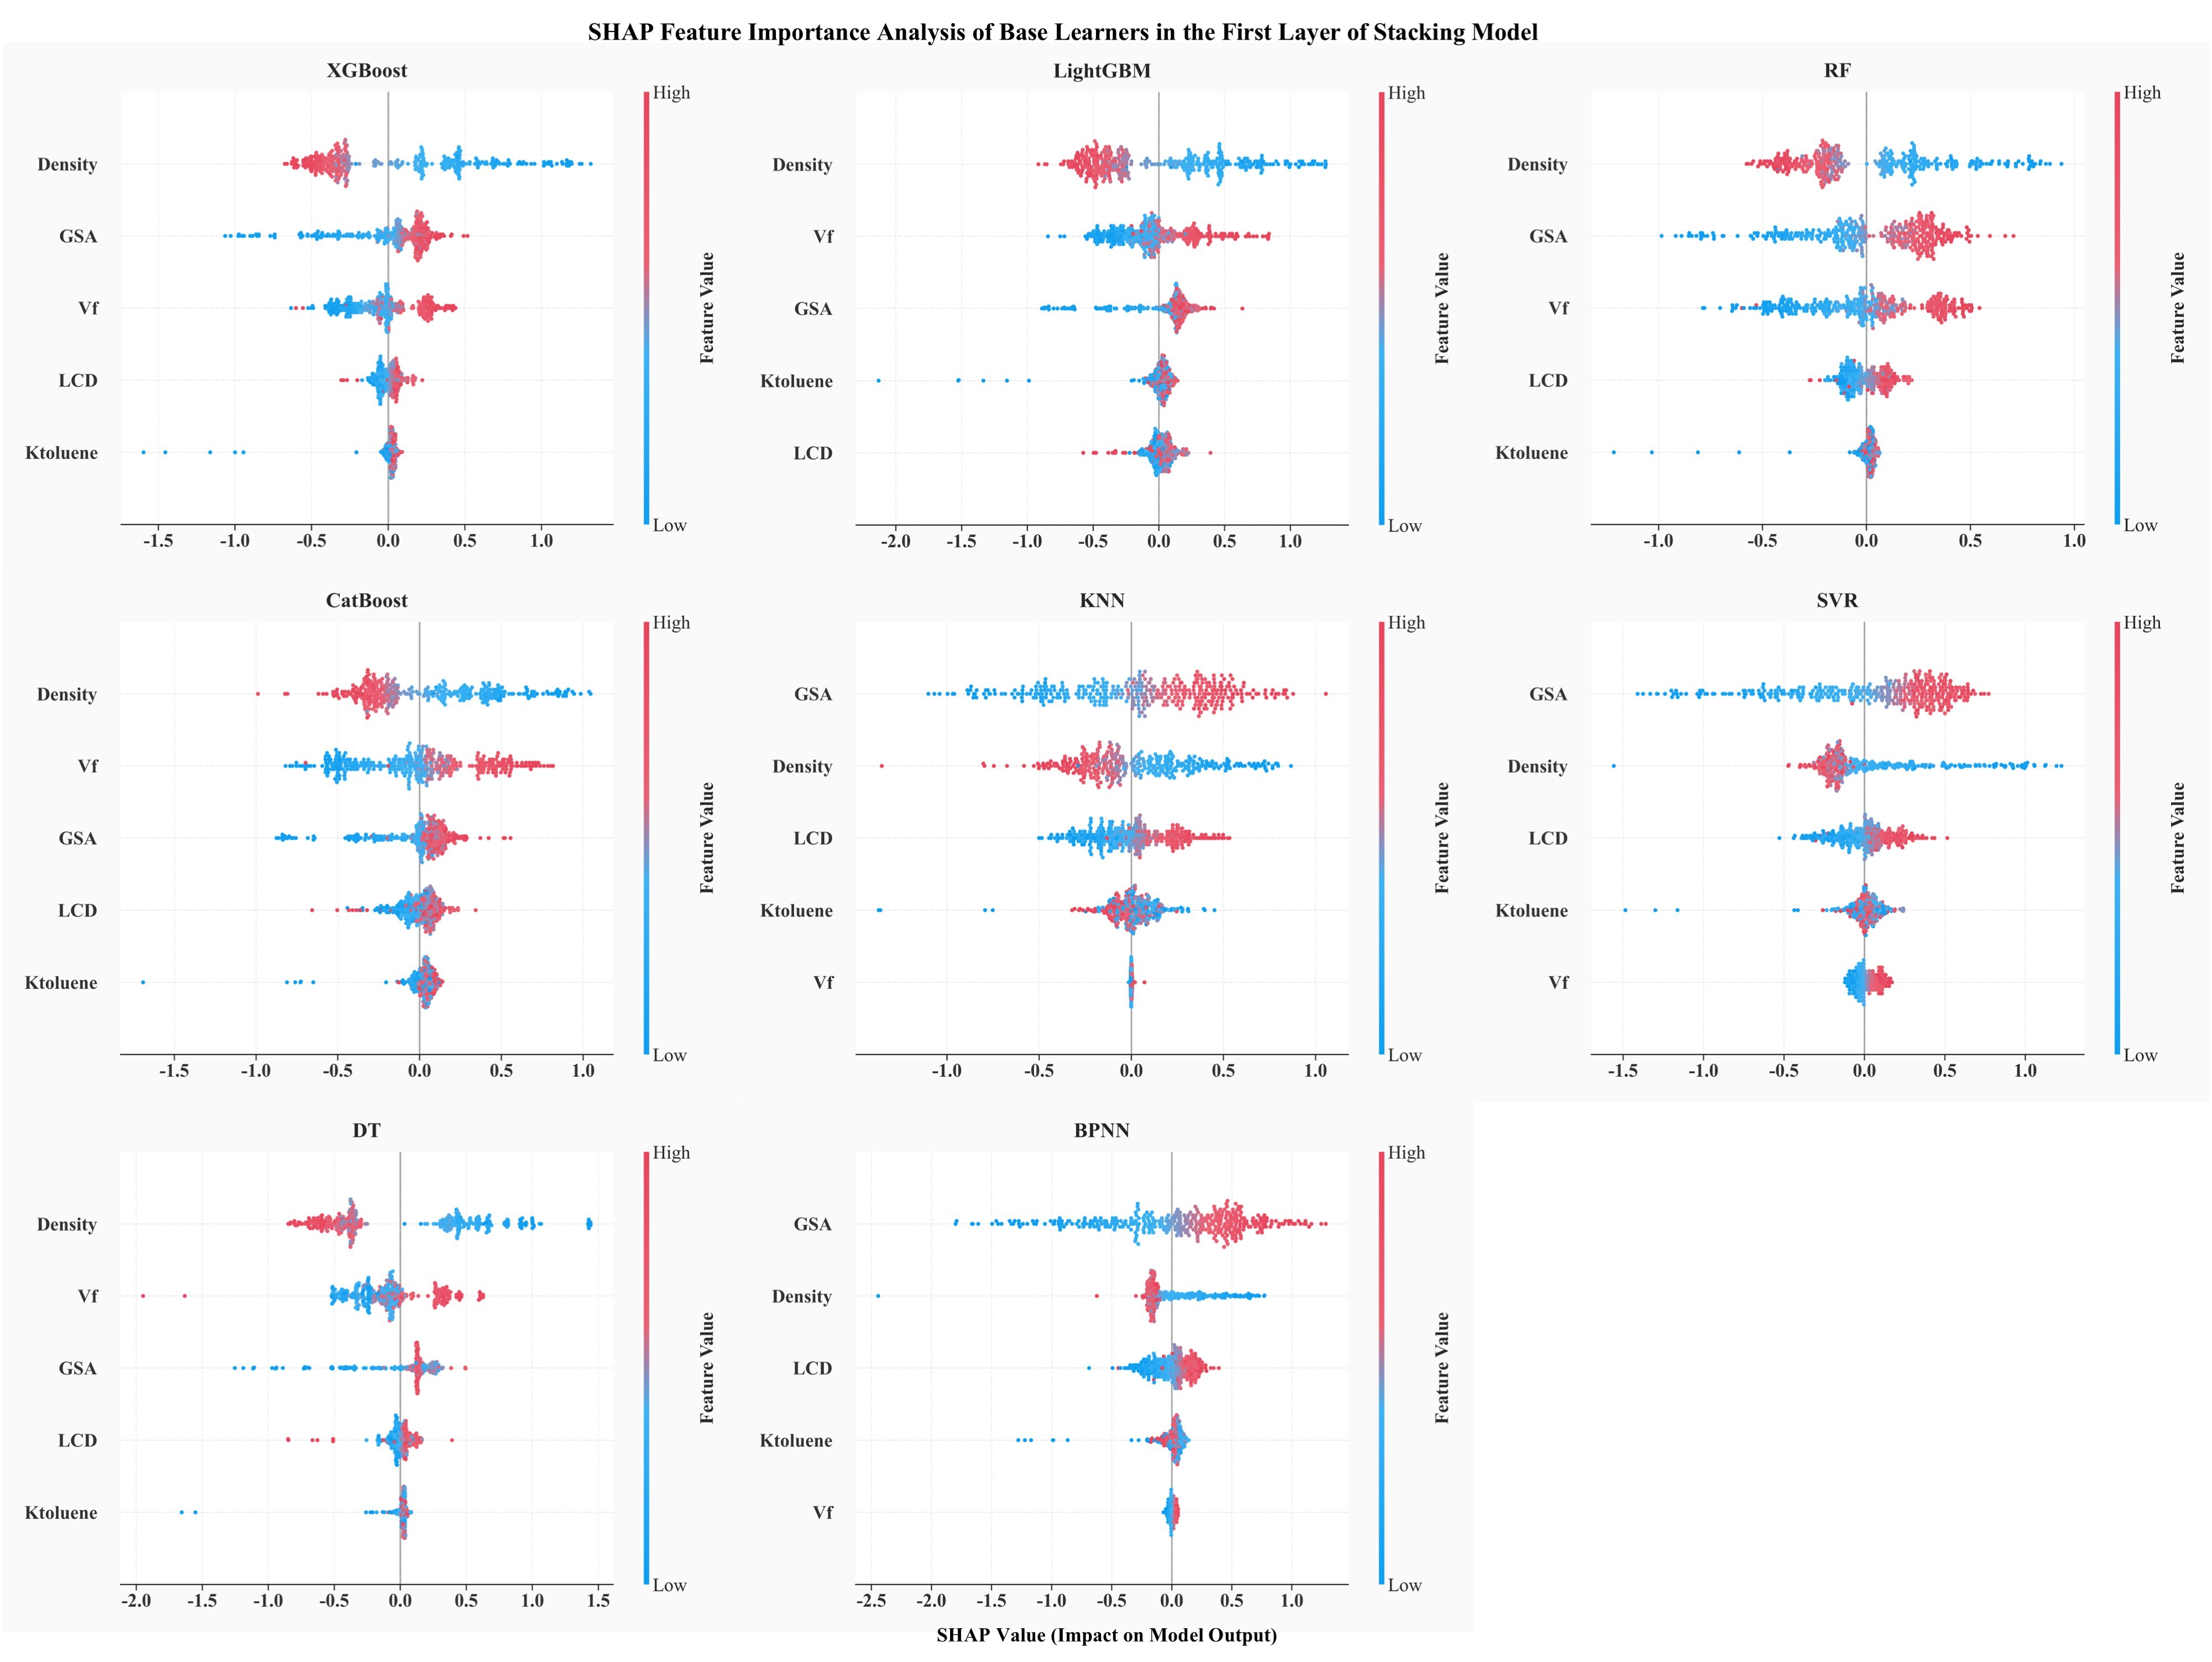 SHAP Feature Importance Analysis of Base Learners in the First Layer of Stacking Model
XGBoost
High
Density
GSA
Vf
LCD
Ktoluene
Feature Value
Low
-1.5 -1.0 -0.5 0.0 0.5 1.0
LightGBM
High
Density
Vf
GSA
Ktoluene
LCD
Feature Value
Low
-2.0 -1.5 -1.0 -0.5 0.0 0.5 1.0
RF
High
Density
GSA
Vf
LCD
Ktoluene
Feature Value
Low
-1.0 -0.5 0.0 0.5 1.0
CatBoost
High
Density
Vf
GSA
LCD
Ktoluene
Feature Value
Low
-1.5 -1.0 -0.5 0.0 0.5 1.0
KNN
High
GSA
Density
LCD
Ktoluene
Vf
Feature Value
Low
-1.0 -0.5 0.0 0.5 1.0
SVR
High
GSA
Density
LCD
Ktoluene
Vf
Feature Value
Low
-1.5 -1.0 -0.5 0.0 0.5 1.0
DT
High
Density
Vf
GSA
LCD
Ktoluene
Feature Value
Low
-2.0 -1.5 -1.0 -0.5 0.0 0.5 1.0 1.5
BPNN
High
GSA
Density
LCD
Ktoluene
Vf
Feature Value
Low
-2.5 -2.0 -1.5 -1.0 -0.5 0.0 0.5 1.0
SHAP Value (Impact on Model Output)